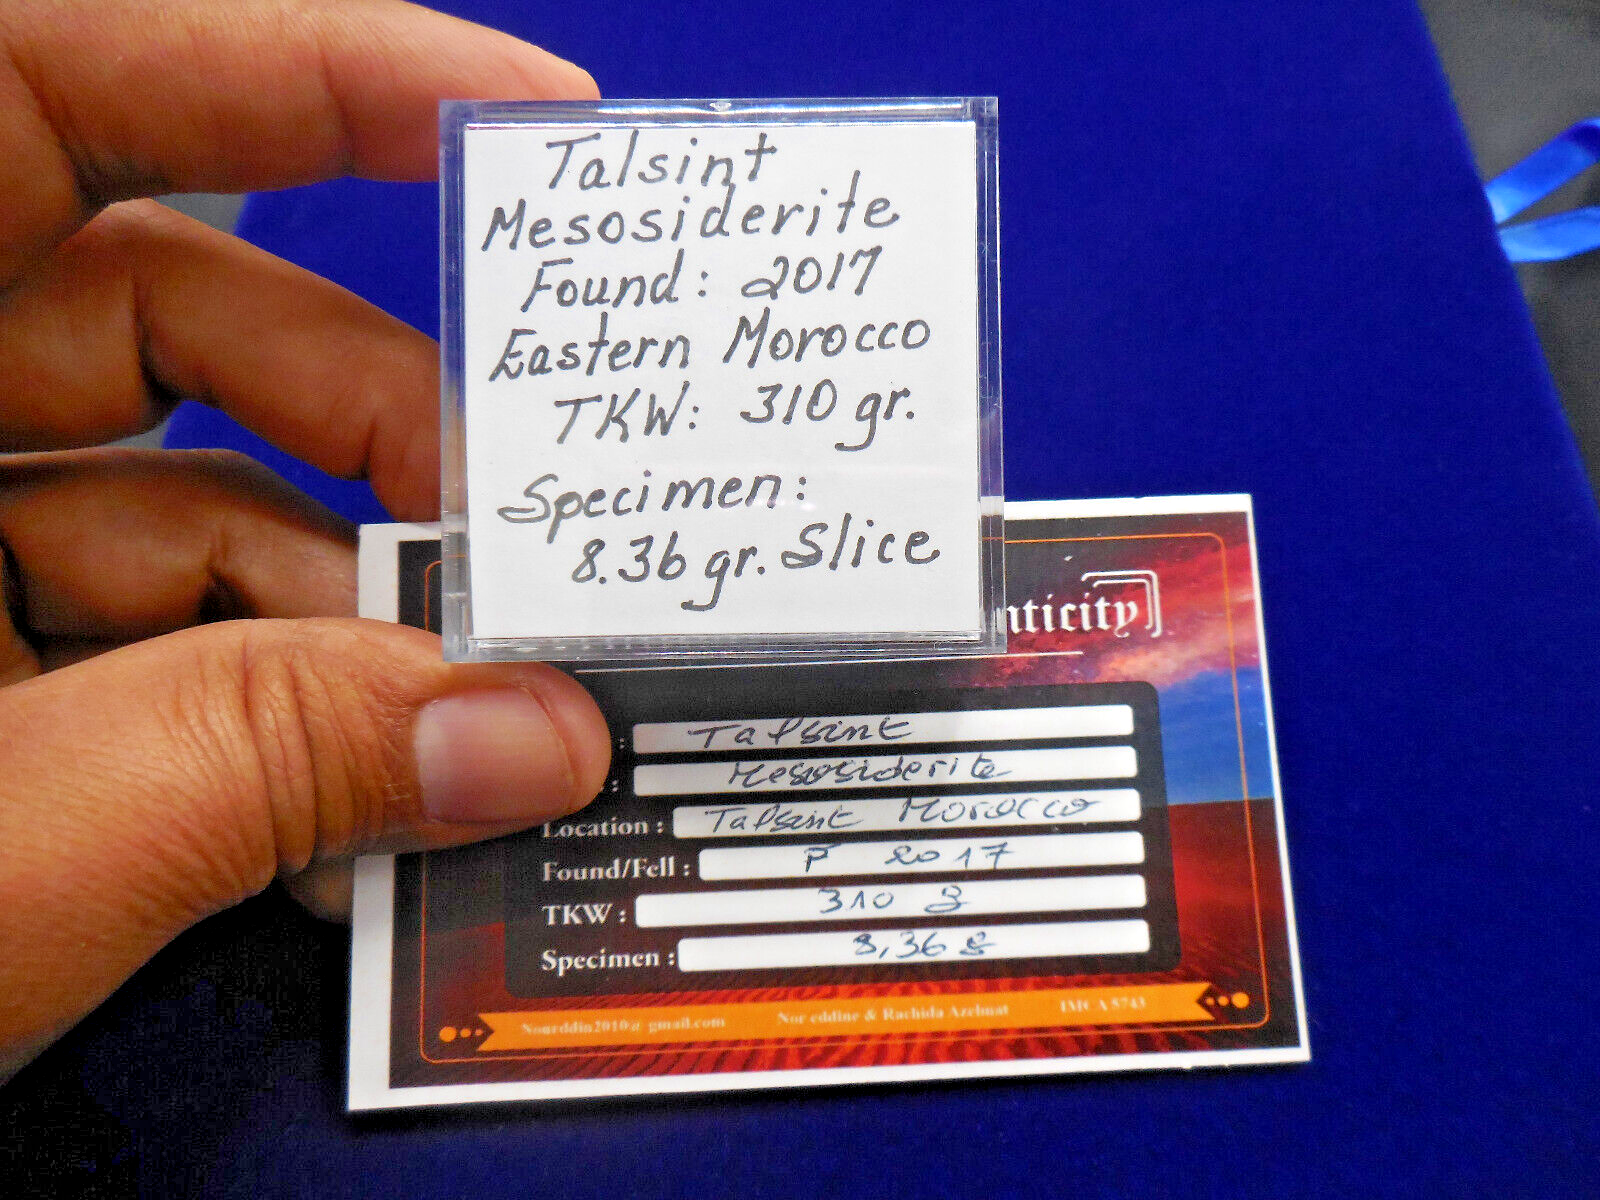 Talsint
Mesosiderite
Found: 2017
Eastern Morocco
TKW: 310 gr.
Specimen:
8.36 gr. Slice
nticity
: Talsint
: Mesosiderite
Location : Talsint Morocco
Found/Fell : F 2017
TKW : 310 g
Specimen : 8,36 g
Nourddin2010@gmail.com Nor eddine & Rachida Azelmat IMCA 5743